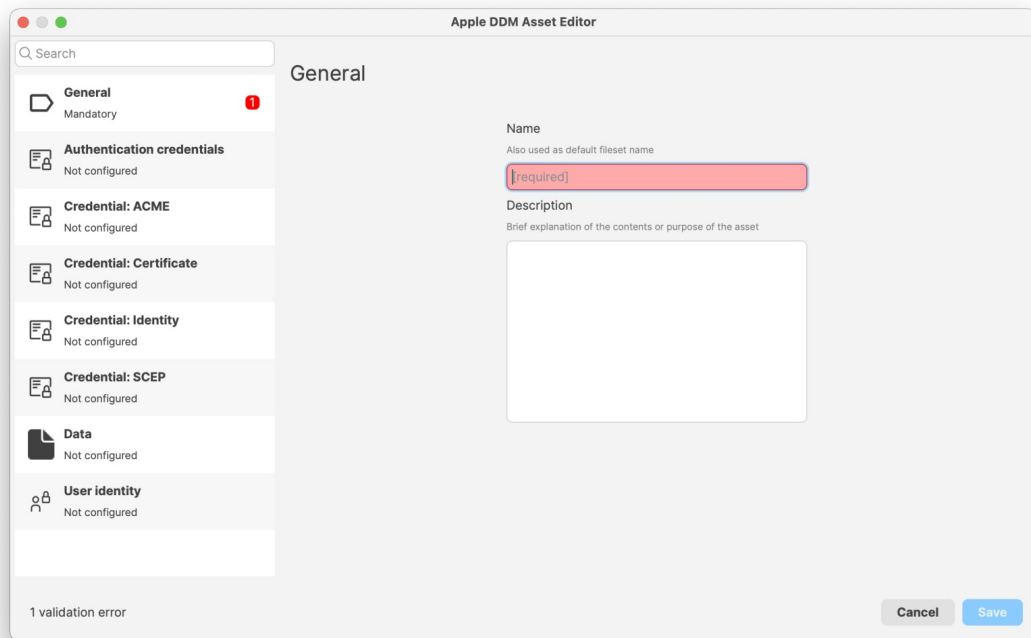 Apple DDM Asset Editor
Search
General
Mandatory
1
Authentication credentials
Not configured
Credential: ACME
Not configured
Credential: Certificate
Not configured
Credential: Identity
Not configured
Credential: SCEP
Not configured
Data
Not configured
User identity
Not configured
General
Name
Also used as default fileset name
[required]
Description
Brief explanation of the contents or purpose of the asset
1 validation error
Cancel
Save